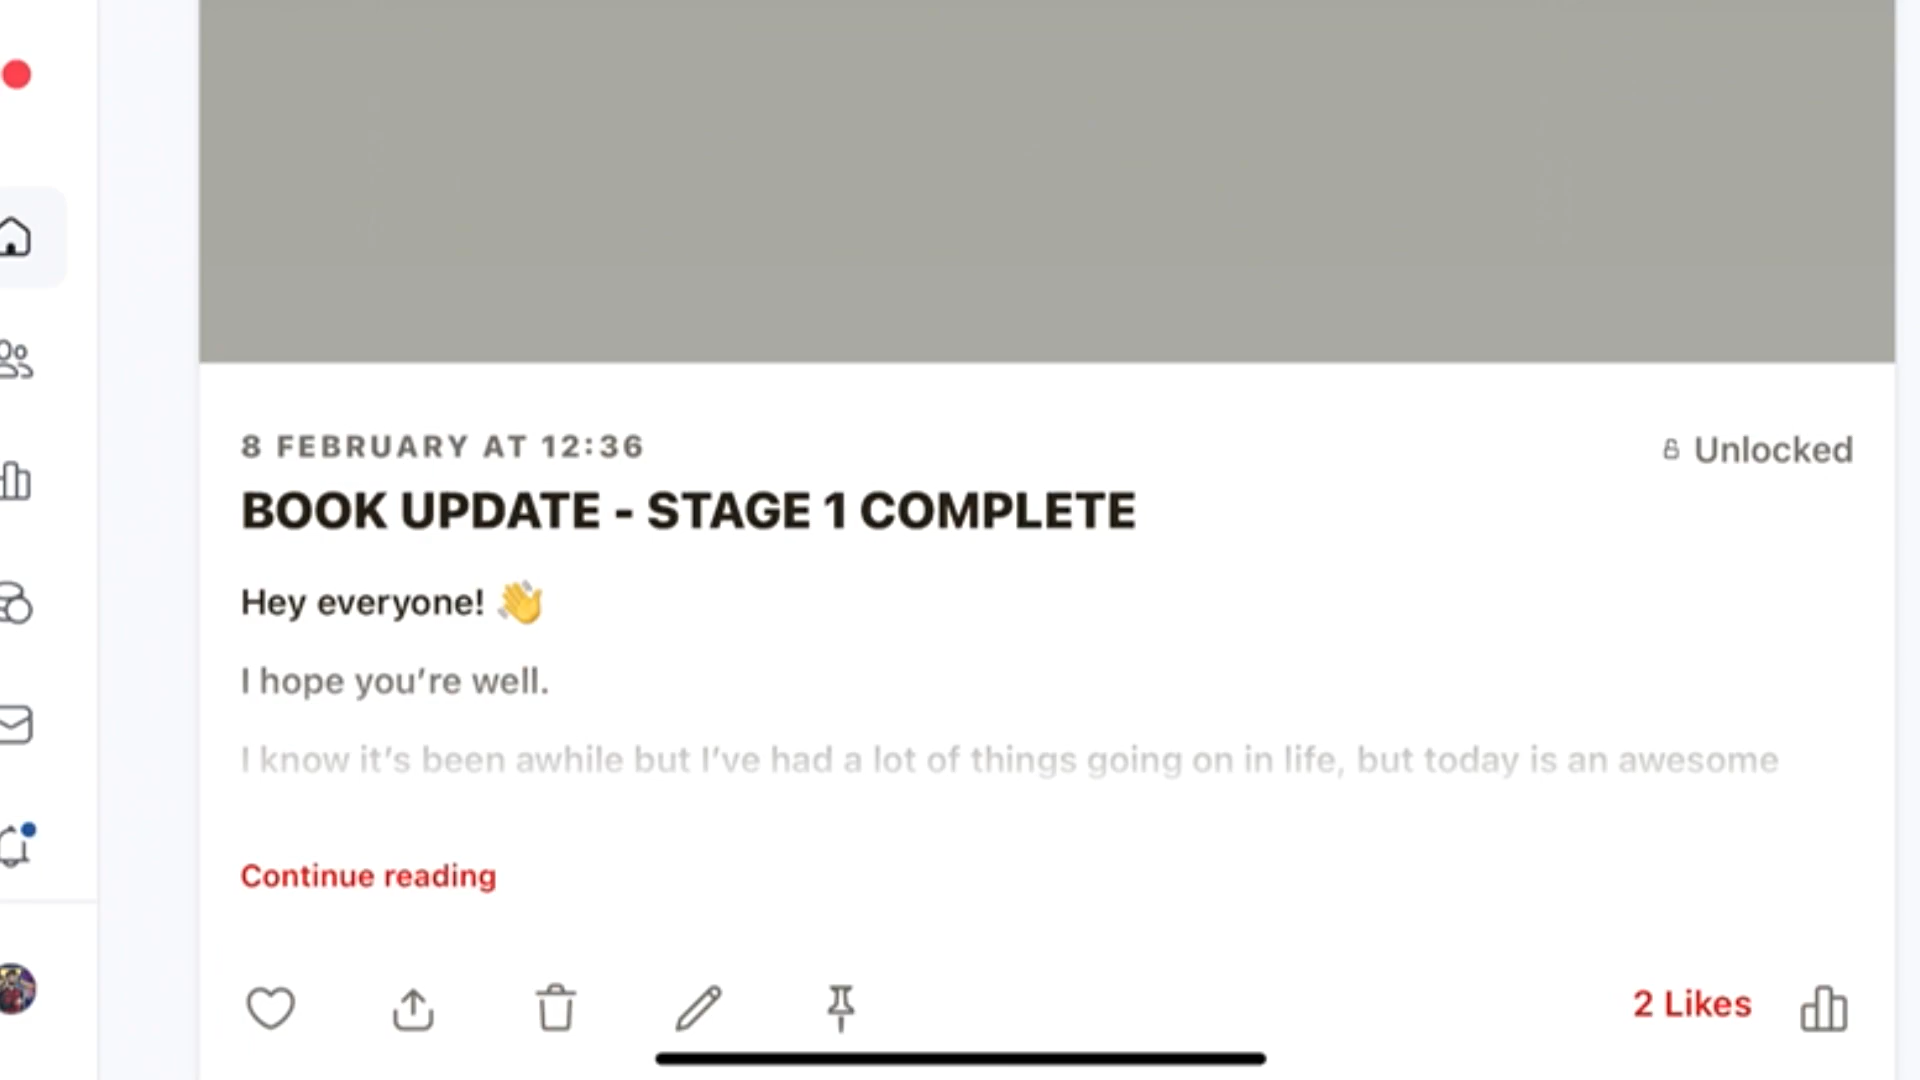 8 FEBRUARY AT 12:36
Unlocked
BOOK UPDATE - STAGE 1 COMPLETE
Hey everyone! 👋
I hope you’re well.
I know it’s been awhile but I’ve had a lot of things going on in life, but today is an awesome
Continue reading
2 Likes